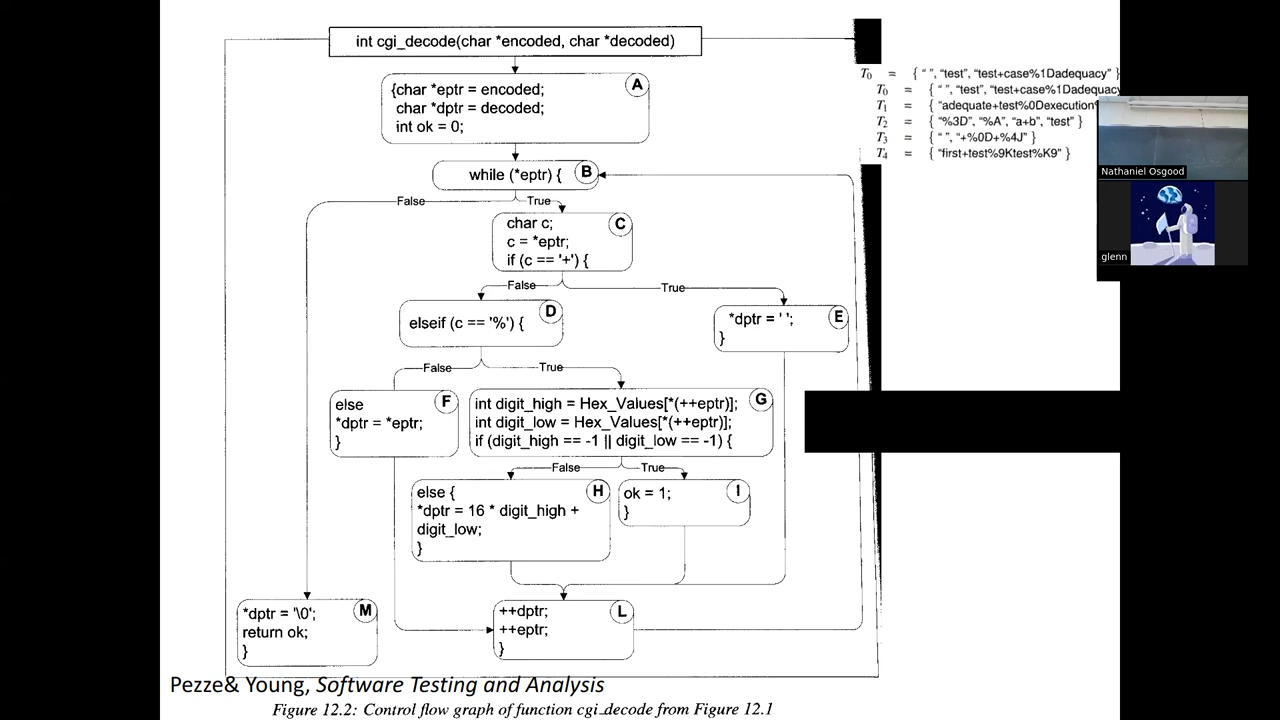 int cgi_decode(char *encoded, char *decoded)
{char *eptr = encoded;
char *dptr = decoded;
int ok = 0;
A
while (*eptr) {
B
False
True
char c;
c = *eptr;
if (c == '+') {
C
False
True
elseif (c == '%') {
D
*dptr = ' ';
}
E
False
True
else
*dptr = *eptr;
}
F
int digit_high = Hex_Values[*(++eptr)];
int digit_low = Hex_Values[*(++eptr)];
if (digit_high == -1 || digit_low == -1) {
G
False
True
else {
*dptr = 16 * digit_high +
digit_low;
}
H
ok = 1;
}
I
*dptr = '\0';
return ok;
}
M
++dptr;
++eptr;
}
L
T0 = { “ ”, “test”, “test+case%1Dadequacy” }
T0 = { “ ”, “test”, “test+case%1Dadequacy
T1 = { “adequate+test%0Dexecution%
T2 = { “%3D”, “%A”, “a+b”, “test” }
T3 = { “ ”, “+%0D+%4J” }
T4 = { “first+test%9Ktest%K9” }
Nathaniel Osgood
glenn
Pezze& Young, Software Testing and Analysis
Figure 12.2: Control flow graph of function cgi_decode from Figure 12.1